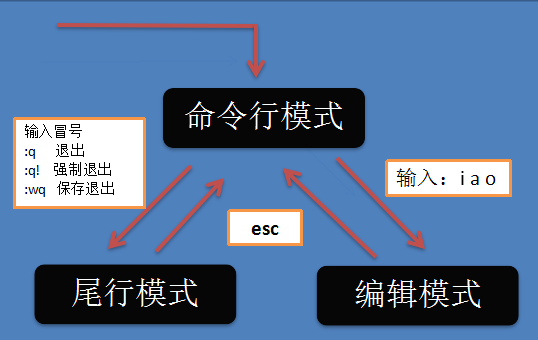 命令行模式
输入冒号
:q 退出
:q! 强制退出
:wq 保存退出
输入：i a o
esc
尾行模式
编辑模式